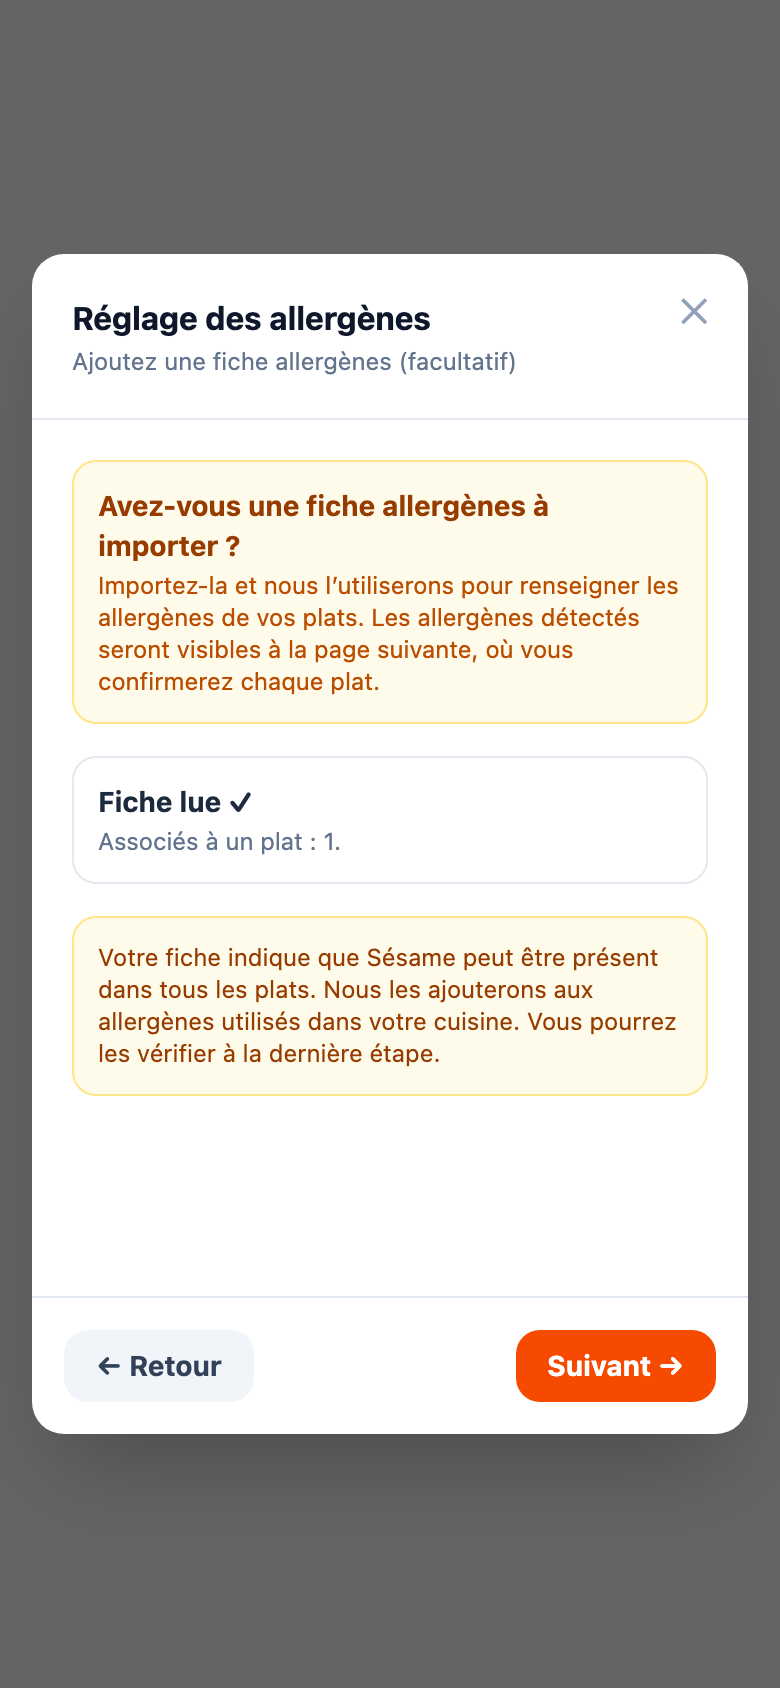 Réglage des allergènes
Ajoutez une fiche allergènes (facultatif)
Avez-vous une fiche allergènes à
importer ?
Importez-la et nous l’utiliserons pour renseigner les
allergènes de vos plats. Les allergènes détectés
seront visibles à la page suivante, où vous
confirmerez chaque plat.
Fiche lue ✓
Associés à un plat : 1.
Votre fiche indique que Sésame peut être présent
dans tous les plats. Nous les ajouterons aux
allergènes utilisés dans votre cuisine. Vous pourrez
les vérifier à la dernière étape.
← Retour
Suivant →